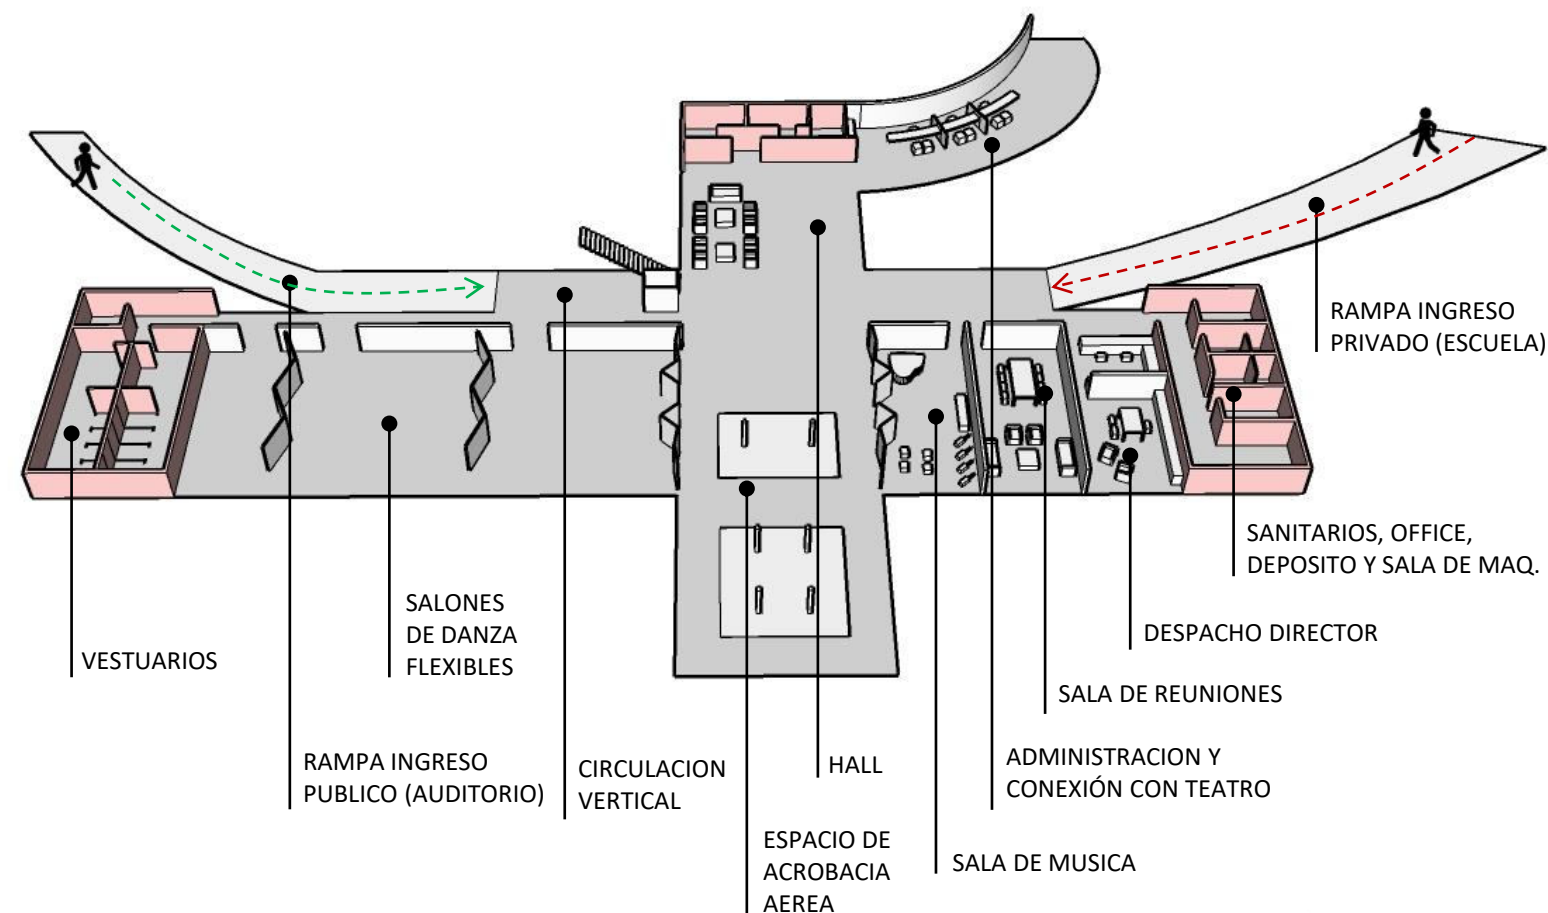 RAMPA INGRESO
PRIVADO (ESCUELA)
SANITARIOS, OFFICE,
DEPOSITO Y SALA DE MAQ.
DESPACHO DIRECTOR
SALA DE REUNIONES
ADMINISTRACION Y
CONEXIÓN CON TEATRO
SALA DE MUSICA
HALL
ESPACIO DE
ACROBACIA
AEREA
CIRCULACION
VERTICAL
SALONES
DE DANZA
FLEXIBLES
RAMPA INGRESO
PUBLICO (AUDITORIO)
VESTUARIOS